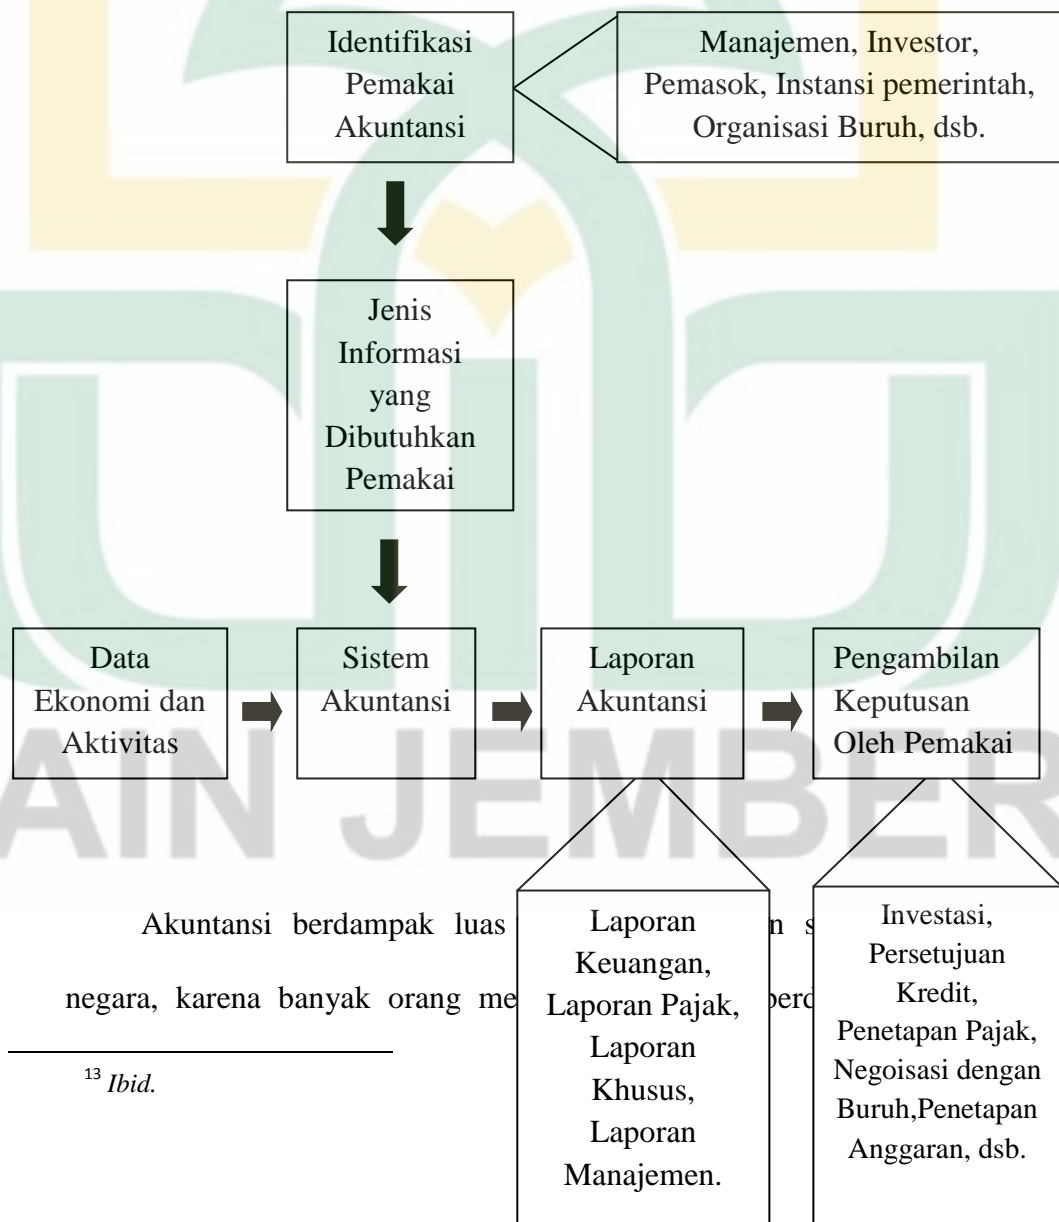 Identifikasi
Pemakai
Akuntansi
Manajemen, Investor,
Pemasok, Instansi pemerintah,
Organisasi Buruh, dsb.
Jenis
Informasi
yang
Dibutuhkan
Pemakai
Data
Ekonomi dan
Aktivitas
Sistem
Akuntansi
Laporan
Akuntansi
Pengambilan
Keputusan
Oleh Pemakai
AIN JEMBER
Laporan
Keuangan,
Laporan Pajak,
Laporan
Khusus,
Laporan
Manajemen.
Investasi,
Persetujuan
Kredit,
Penetapan Pajak,
Negoisasi dengan
Buruh,Penetapan
Anggaran, dsb.
Akuntansi berdampak luas
negara, karena banyak orang
13 Ibid.